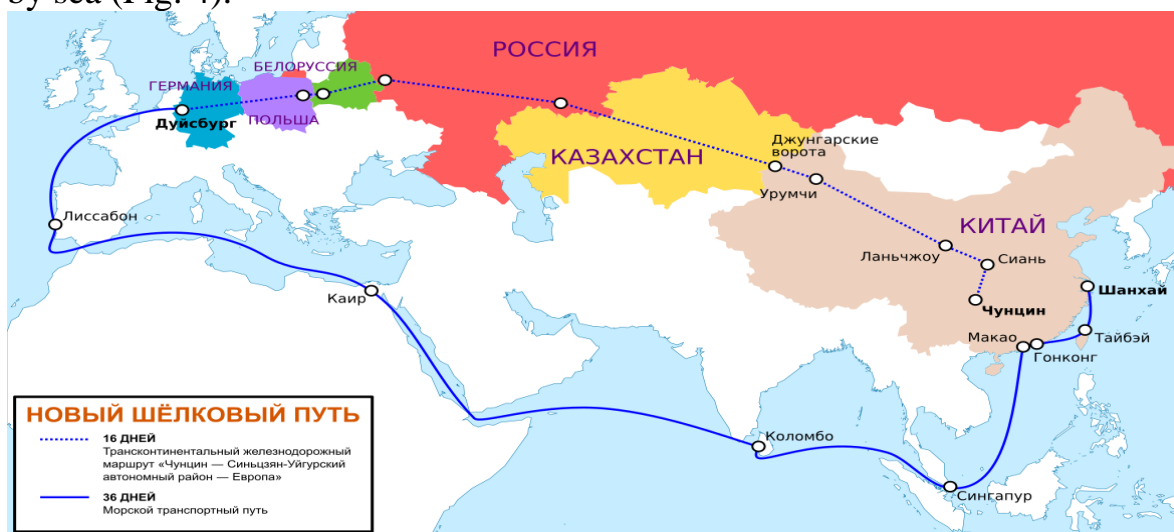 by sea (Fig. 4).
РОССИЯ
БЕЛОРУССИЯ
ГЕРМАНИЯ
ПОЛЬША
Дуйсбург
КАЗАХСТАН
Джунгарские
ворота
Урумчи
Лиссабон
КИТАЙ
Ланьчжоу
Сиань
Каир
Чунцин
Шанхай
Макао
Тайбэй
Гонконг
Коломбо
Сингапур
НОВЫЙ ШЁЛКОВЫЙ ПУТЬ
16 ДНЕЙ
Трансконтинентальный железнодорожный
маршрут «Чунцин — Синьцзян-Уйгурский
автономный район — Европа»
36 ДНЕЙ
Морской транспортный путь